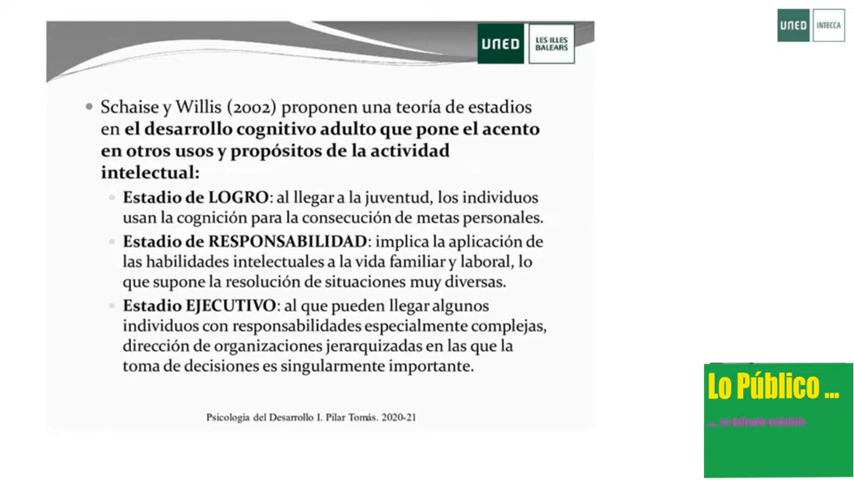 UNED
LES ILLES
BALEARS
UNED
INTECCA
Schaise y Willis (2002) proponen una teoría de estadios
en el desarrollo cognitivo adulto que pone el acento
en otros usos y propósitos de la actividad
intelectual:
Estadio de LOGRO: al llegar a la juventud, los individuos
usan la cognición para la consecución de metas personales.
Estadio de RESPONSABILIDAD: implica la aplicación de
las habilidades intelectuales a la vida familiar y laboral, lo
que supone la resolución de situaciones muy diversas.
Estadio EJECUTIVO: al que pueden llegar algunos
individuos con responsabilidades especialmente complejas,
dirección de organizaciones jerarquizadas en las que la
toma de decisiones es singularmente importante.
Psicología del Desarrollo I. Pilar Tomás. 2020-21
Lo Público ...